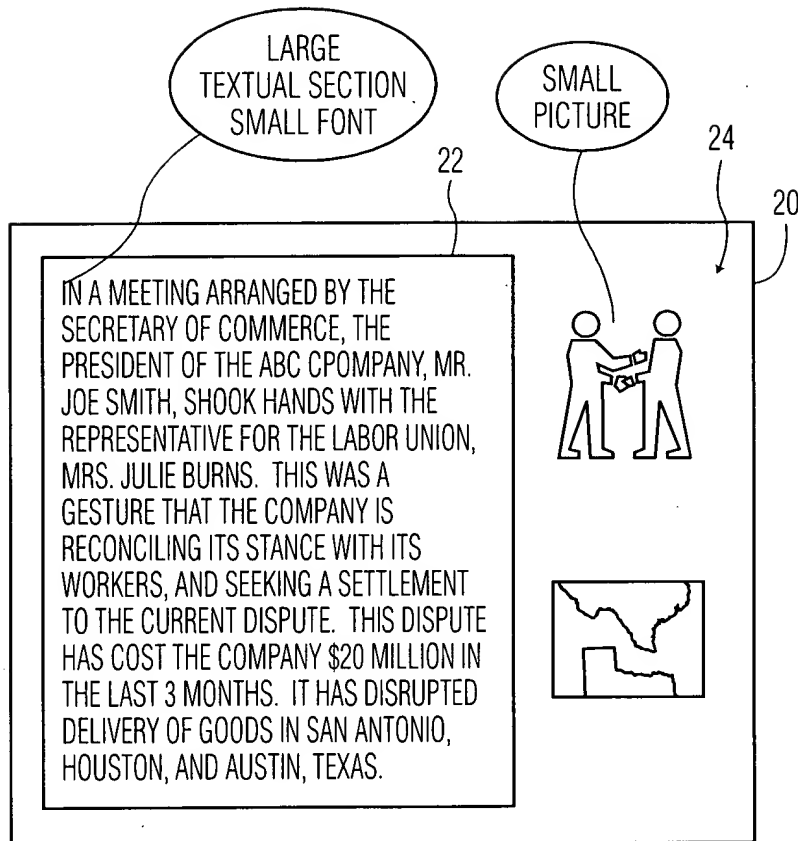 LARGE
TEXTUAL SECTION
SMALL FONT
SMALL
PICTURE
24
20
22
IN A MEETING ARRANGED BY THE
SECRETARY OF COMMERCE, THE
PRESIDENT OF THE ABC CPOMPANY, MR.
JOE SMITH, SHOOK HANDS WITH THE
REPRESENTATIVE FOR THE LABOR UNION,
MRS. JULIE BURNS. THIS WAS A
GESTURE THAT THE COMPANY IS
RECONCILING ITS STANCE WITH ITS
WORKERS, AND SEEKING A SETTLEMENT
TO THE CURRENT DISPUTE. THIS DISPUTE
HAS COST THE COMPANY $20 MILLION IN
THE LAST 3 MONTHS. IT HAS DISRUPTED
DELIVERY OF GOODS IN SAN ANTONIO,
HOUSTON, AND AUSTIN, TEXAS.